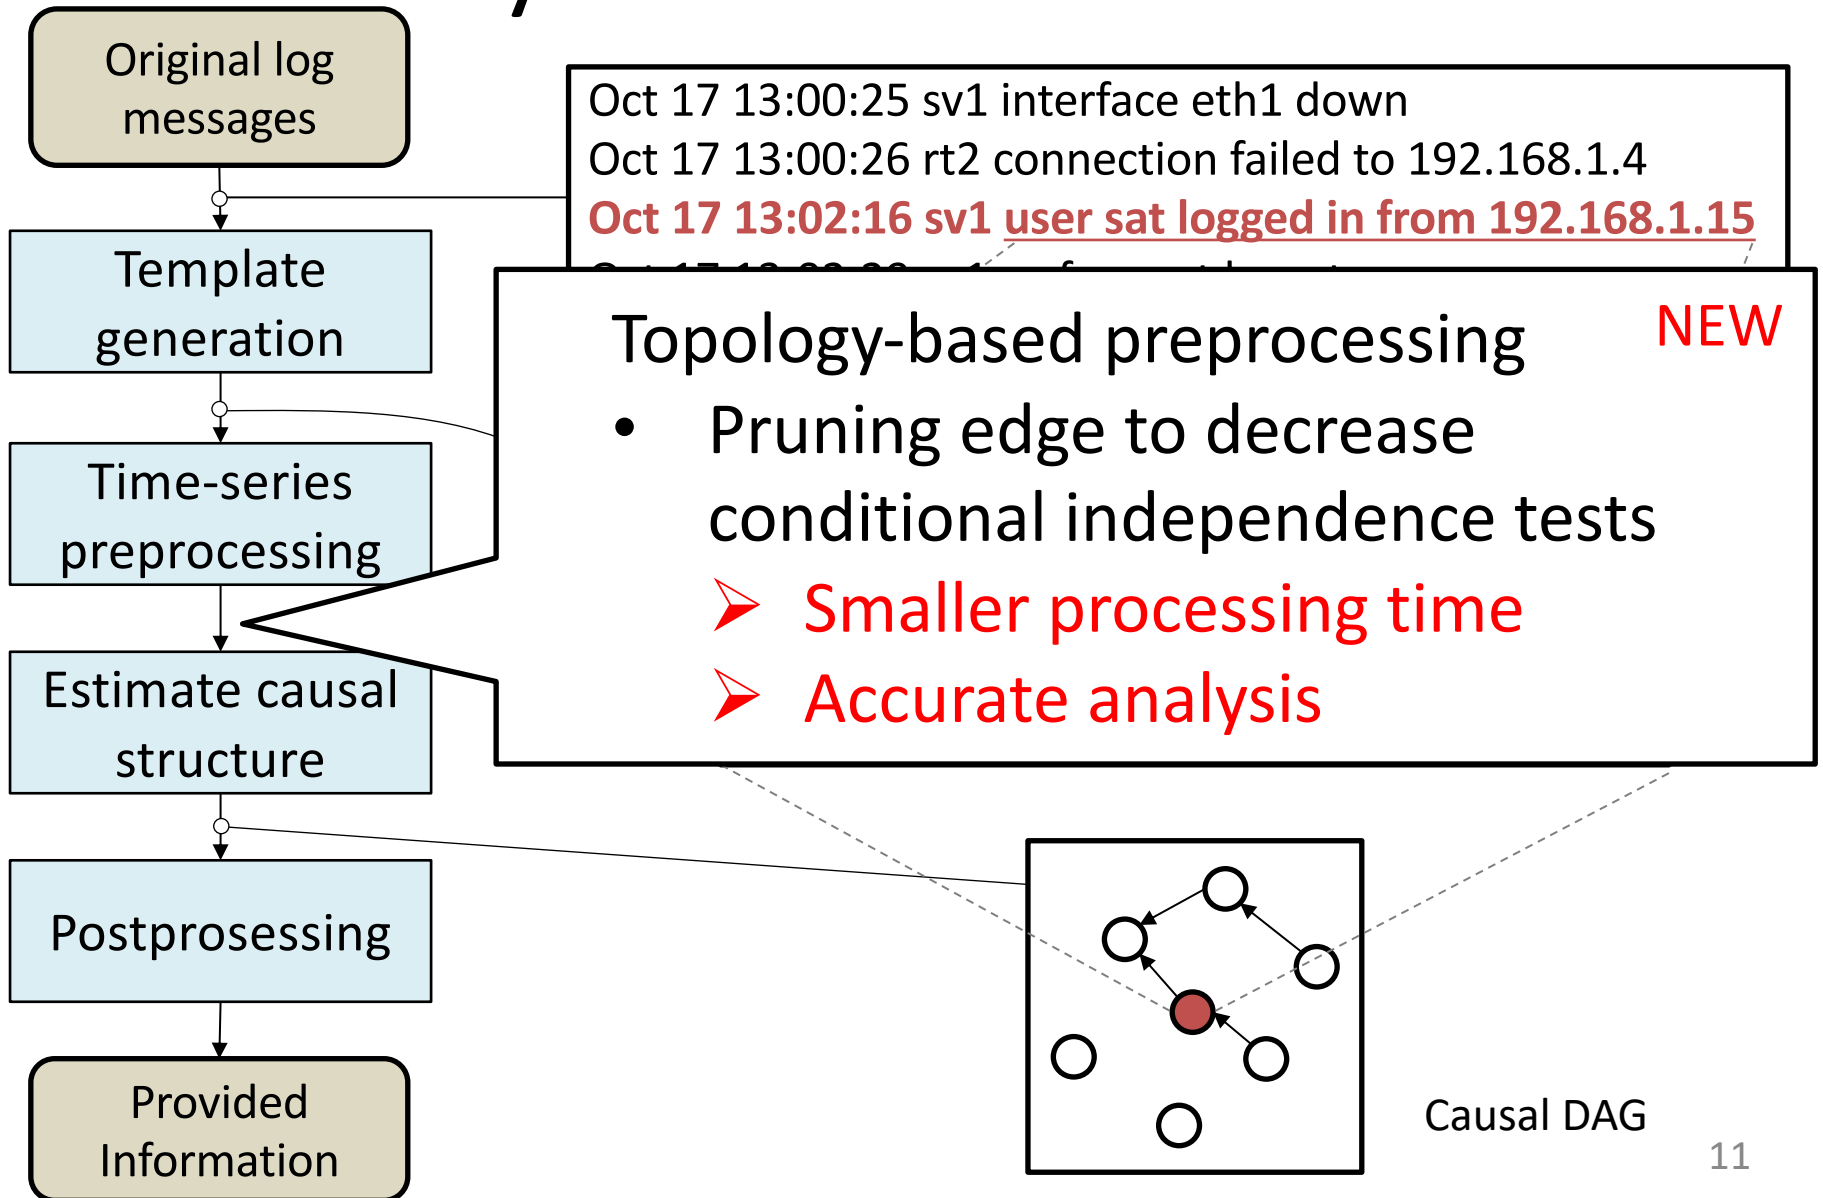 Original log
messages
Oct 17 13:00:25 sv1 interface eth1 down
Oct 17 13:00:26 rt2 connection failed to 192.168.1.4
Oct 17 13:02:16 sv1 user sat logged in from 192.168.1.15
Template
generation
Time-series
preprocessing
Estimate causal
structure
Postprosessing
Provided
Information
Topology-based preprocessing
NEW
• Pruning edge to decrease
conditional independence tests
➢ Smaller processing time
➢ Accurate analysis
Causal DAG
11